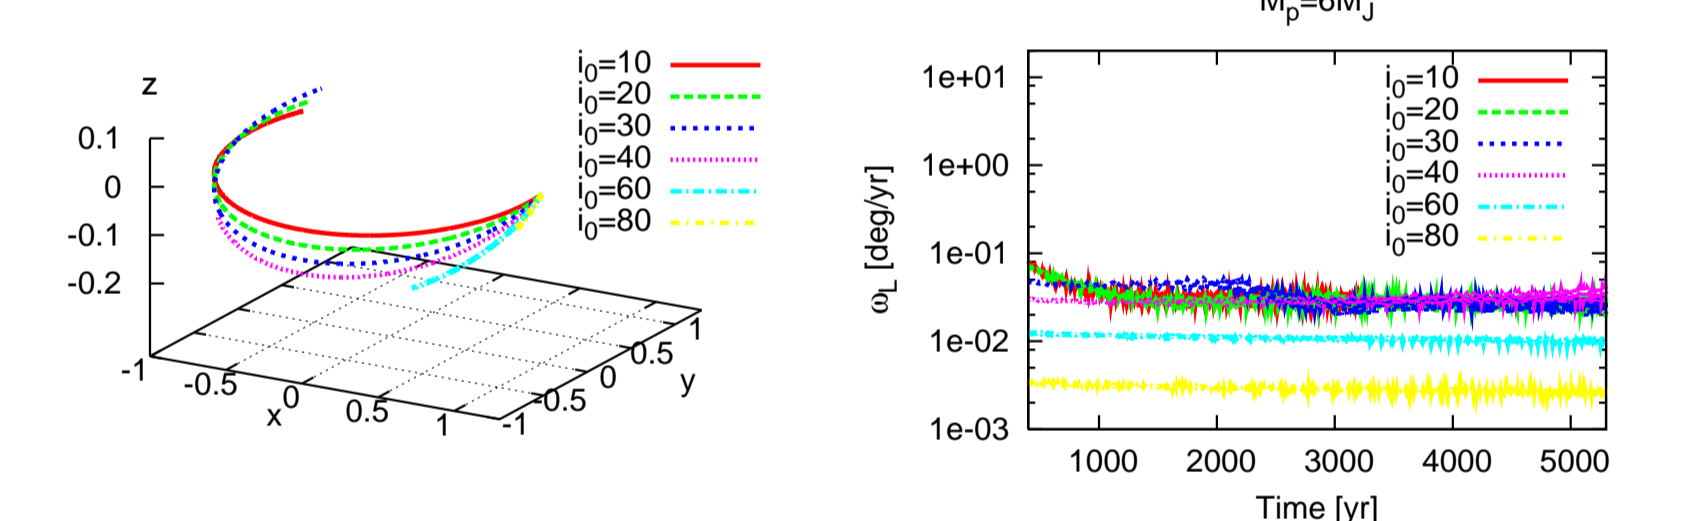 z
0.1
0
-0.1
-0.2
i0=10
i0=20
i0=30
i0=40
i0=60
i0=80
-1
-0.5
0
0.5
1
x
-1
-0.5
0
0.5
1
y
Mp=6MJ
ωL [deg/yr]
1e+01
1e+00
1e-01
1e-02
1e-03
i0=10
i0=20
i0=30
i0=40
i0=60
i0=80
1000 2000 3000 4000 5000
Time [yr]